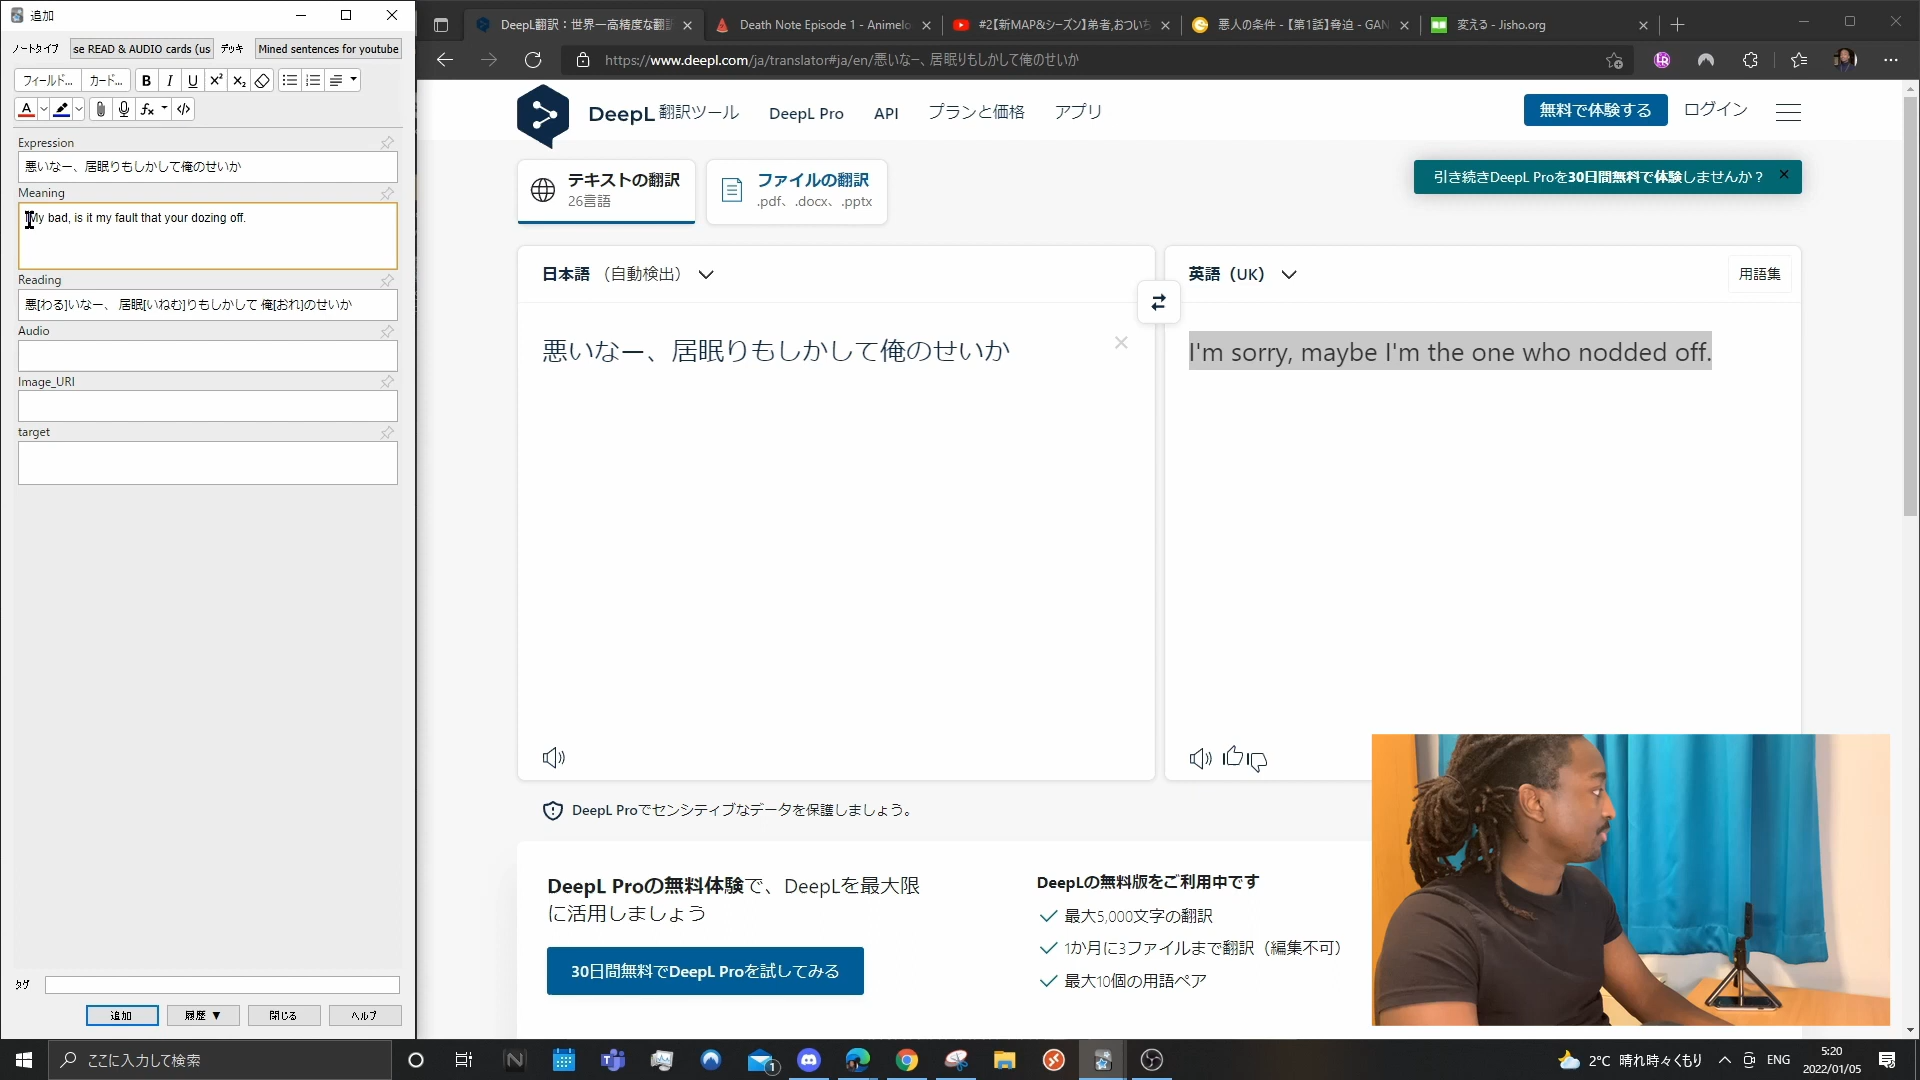 追加
ノートタイプ
se READ & AUDIO cards (us
デッキ
Mined sentences for youtube
フィールド...
カード...
Expression
悪いなー、居眠りもしかして俺のせいか
Meaning
My bad, is it my fault that your dozing off.
Reading
悪[わる]いなー、 居眠[いねむ]りもしかして 俺[おれ]のせいか
Audio
Image_URI
target
タグ
追加
履歴 ▼
閉じる
ヘルプ
DeepL翻訳：世界一高精度な翻訳
Death Note Episode 1 - Animelo
#2【新MAP&シーズン】弟者,おついち
悪人の条件 -【第1話】脅迫 - GAN
変える - Jisho.org
https://www.deepl.com/ja/translator#ja/en/悪いなー、居眠りもしかして俺のせいか
DeepL 翻訳ツール
DeepL Pro
API
プランと価格
アプリ
無料で体験する
ログイン
テキストの翻訳
26言語
ファイルの翻訳
.pdf、.docx、.pptx
引き続きDeepL Proを30日間無料で体験しませんか？
日本語 （自動検出）
英語（UK）
用語集
悪いなー、居眠りもしかして俺のせいか
I'm sorry, maybe I'm the one who nodded off.
DeepL Proでセンシティブなデータを保護しましょう。
DeepL Proの無料体験で、DeepLを最大限
に活用しましょう
30日間無料でDeepL Proを試してみる
DeepLの無料版をご利用中です
最大5,000文字の翻訳
1か月に3ファイルまで翻訳（編集不可）
最大10個の用語ペア
ここに入力して検索
2°C 晴れ時々くもり
ENG
5:20
2022/01/05